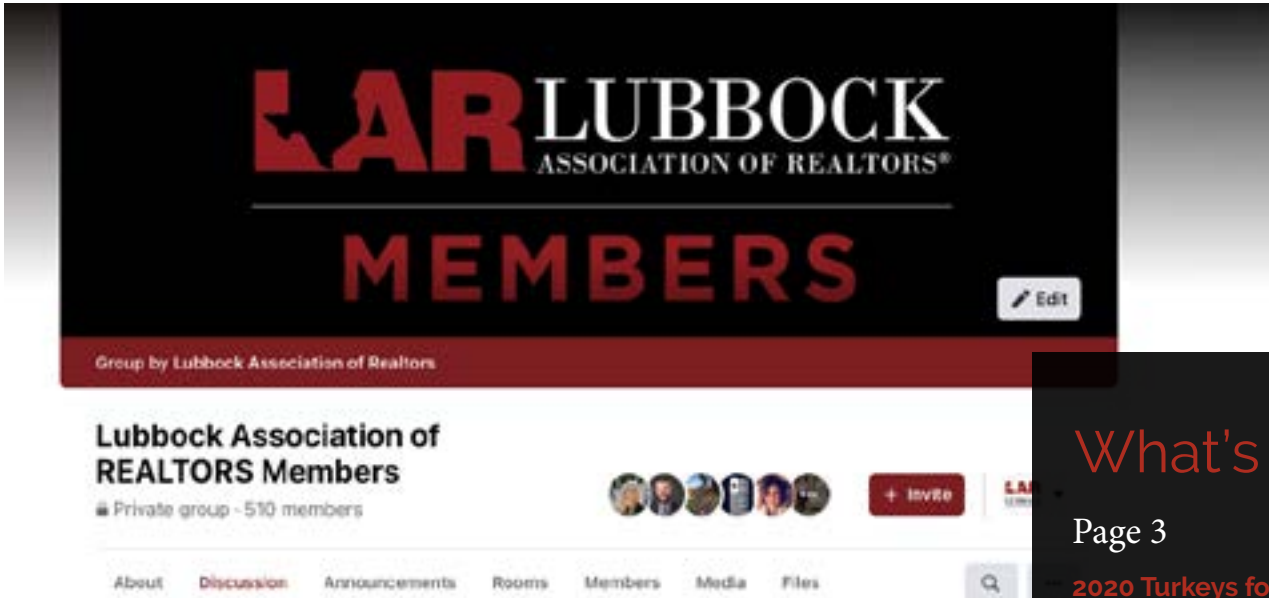 LAR LUBBOCK
ASSOCIATION OF REALTORS®
MEMBERS
Edit
Group by Lubbock Association of Realtors
Lubbock Association of
REALTORS Members
Private group · 510 members
+ Invite
LAR
About Discussion Announcements Rooms Members Media Files
What's
Page 3
2020 Turkeys fo